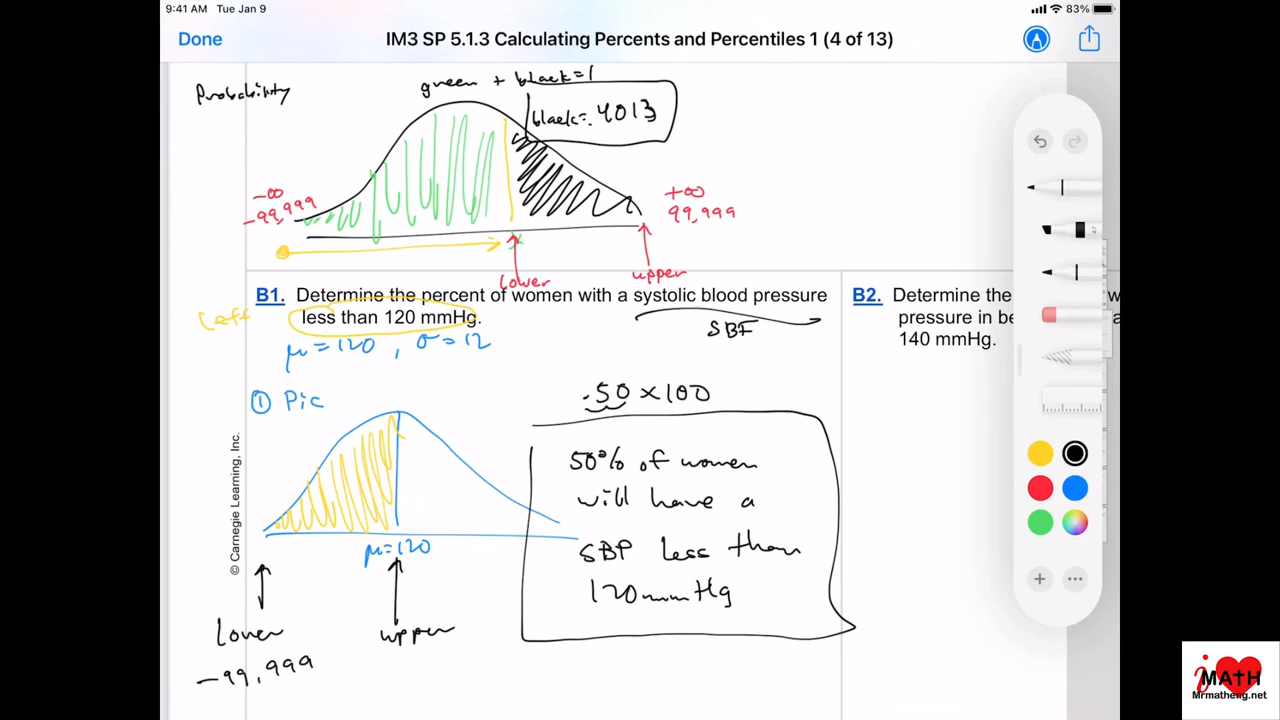 9:41 AM Tue Jan 9
83%
Done
IM3 SP 5.1.3 Calculating Percents and Percentiles 1 (4 of 13)
Probability
green + black=1
black=.4013
-∞
-99,999
+∞
99,999
x
lower
upper
B1. Determine the percent of women with a systolic blood pressure
less than 120 mmHg.
Left
SBP
μ=120, σ=12
B2. Determine the
pressure in be
140 mmHg.
① Pic
.50 x100
50% of women
will have a
SBP less than
120mmHg
μ=120
lower
upper
-99,999
© Carnegie Learning, Inc.
i
MATH
Mrmatheng.net